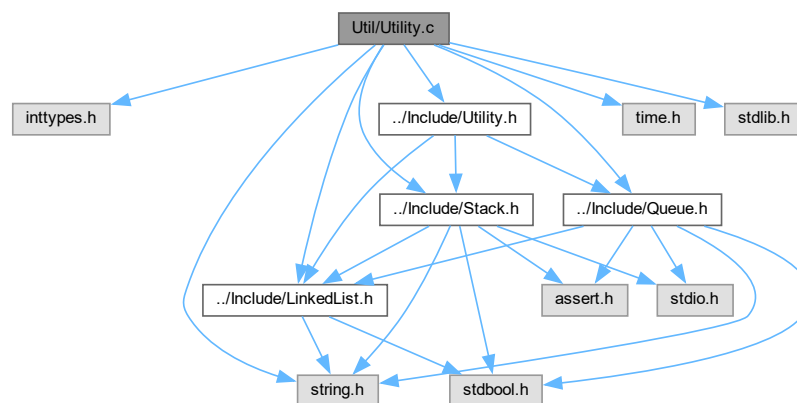 Util/Utility.c
inttypes.h
../Include/Utility.h
time.h
stdlib.h
../Include/Stack.h
../Include/Queue.h
../Include/LinkedList.h
assert.h
stdio.h
string.h
stdbool.h